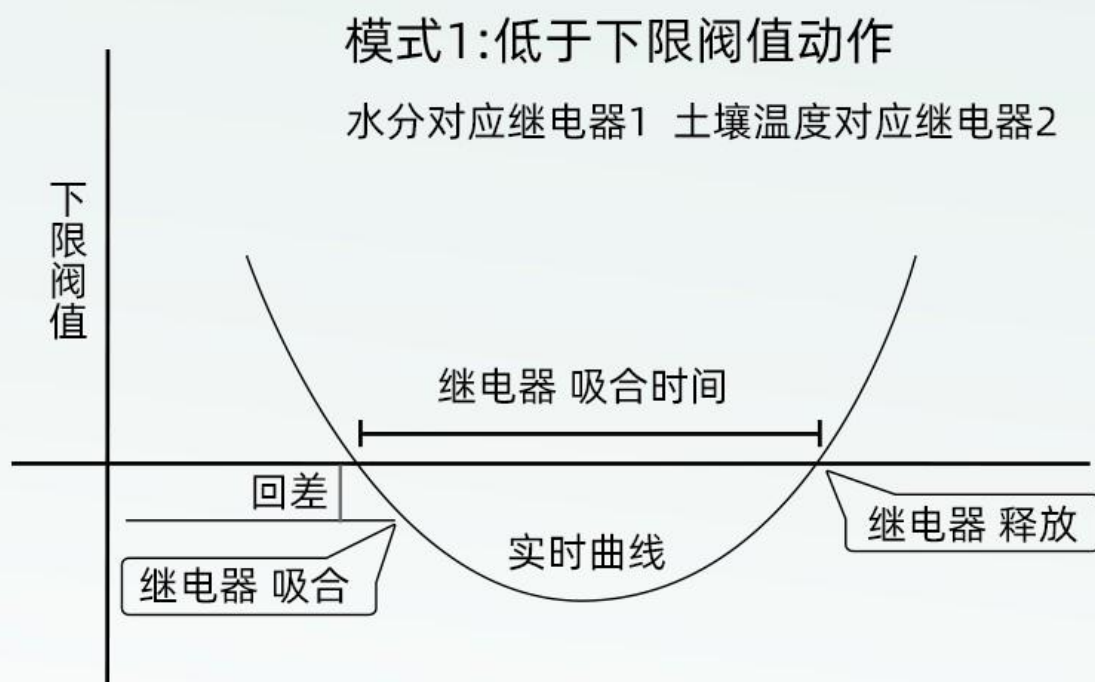 模式1:低于下限阀值动作
水分对应继电器1 土壤温度对应继电器2
下限阀值
继电器 吸合时间
回差
继电器 释放
实时曲线
继电器 吸合